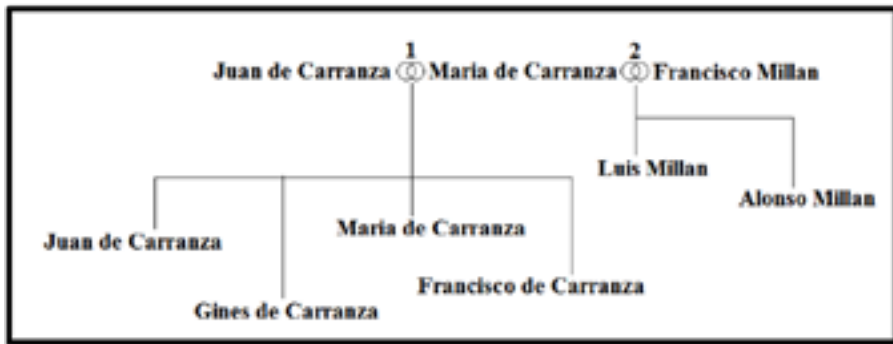 1 2
Juan de Carranza Maria de Carranza Francisco Millan
Luis Millan
Alonso Millan
Juan de Carranza
Maria de Carranza
Francisco de Carranza
Gines de Carranza